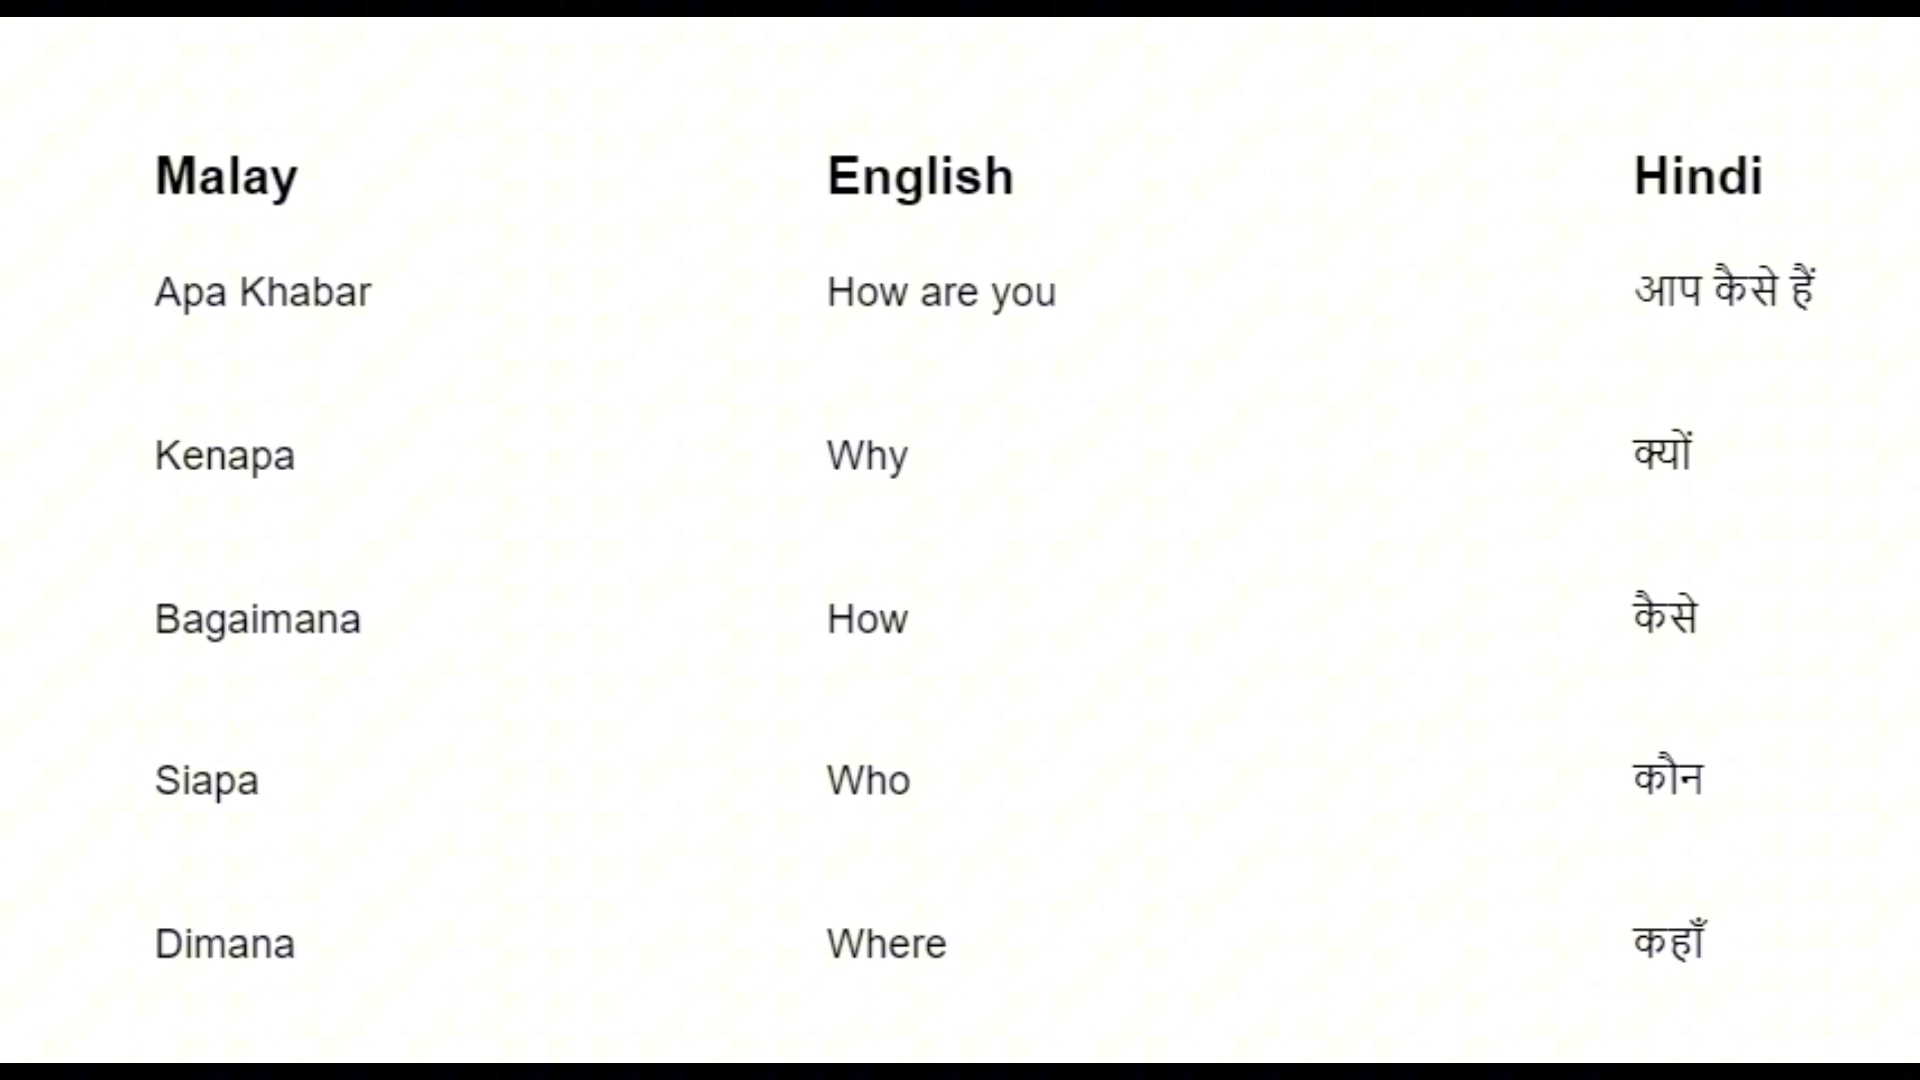 Malay English Hindi
Apa Khabar How are you आप कैसे हैं
Kenapa Why क्यों
Bagaimana How कैसे
Siapa Who कौन
Dimana Where कहाँ